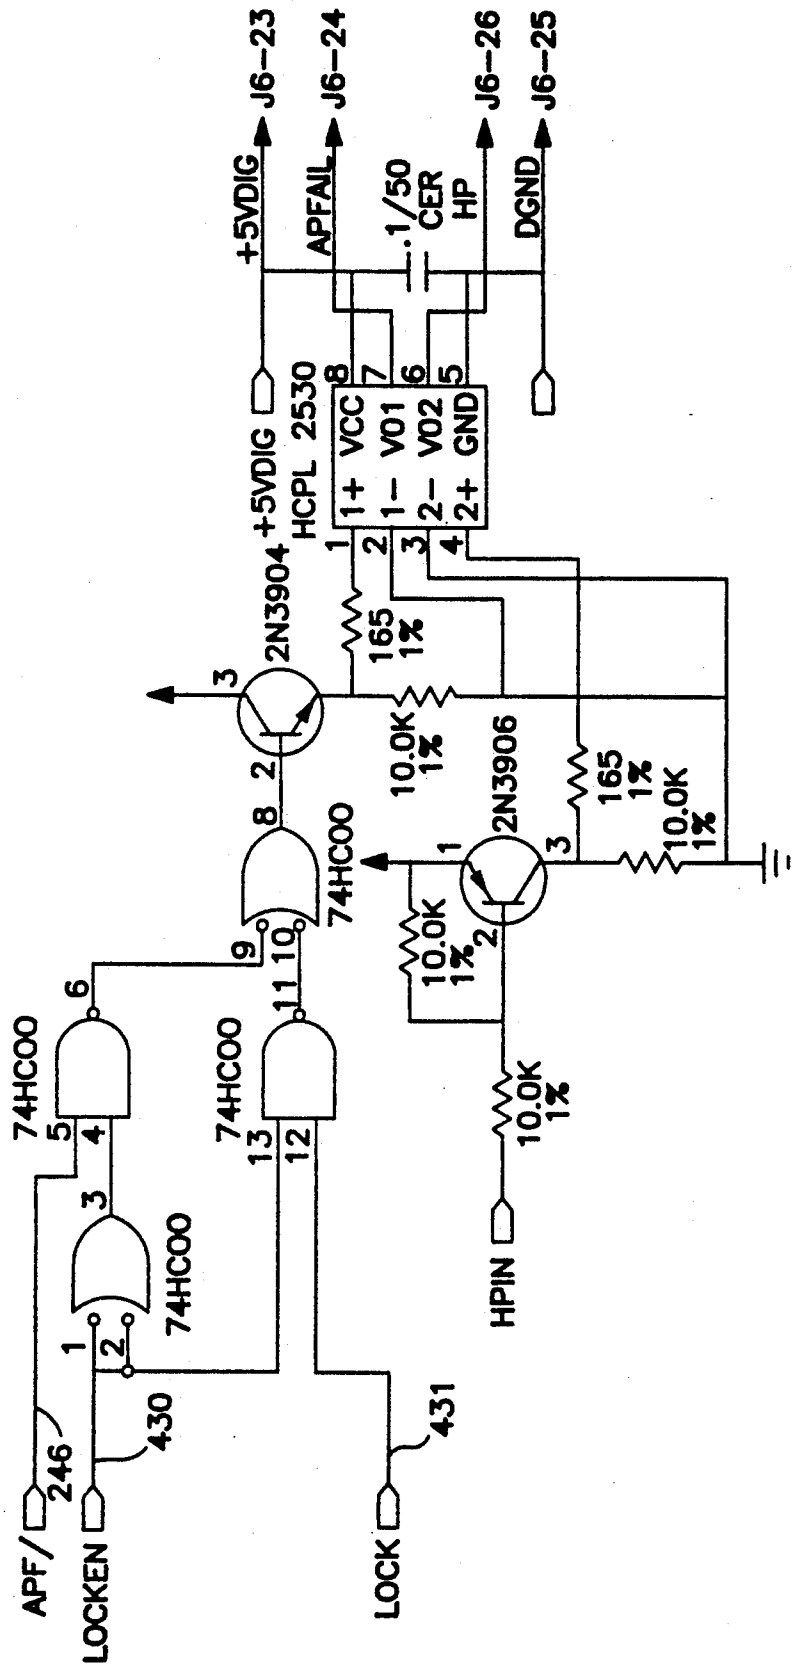 APF/
246
LOCKEN
430
LOCK
431
1
2
3
74HC00
5
4
6
74HC00
13
12
11
74HC00
9
10
8
74HC00
2
3
2N3904
165
1%
10.0K
1%
HPIN
10.0K
1%
10.0K
1%
2
1
3
2N3906
165
1%
10.0K
1%
HCPL 2530
1
2
3
4
1+ VCC
1- VO1
2- VO2
2+ GND
8
7
6
5
+5VDIG
+5VDIG
J6-23
APFAIL
J6-24
.1/50
CER
HP
J6-26
DGND
J6-25